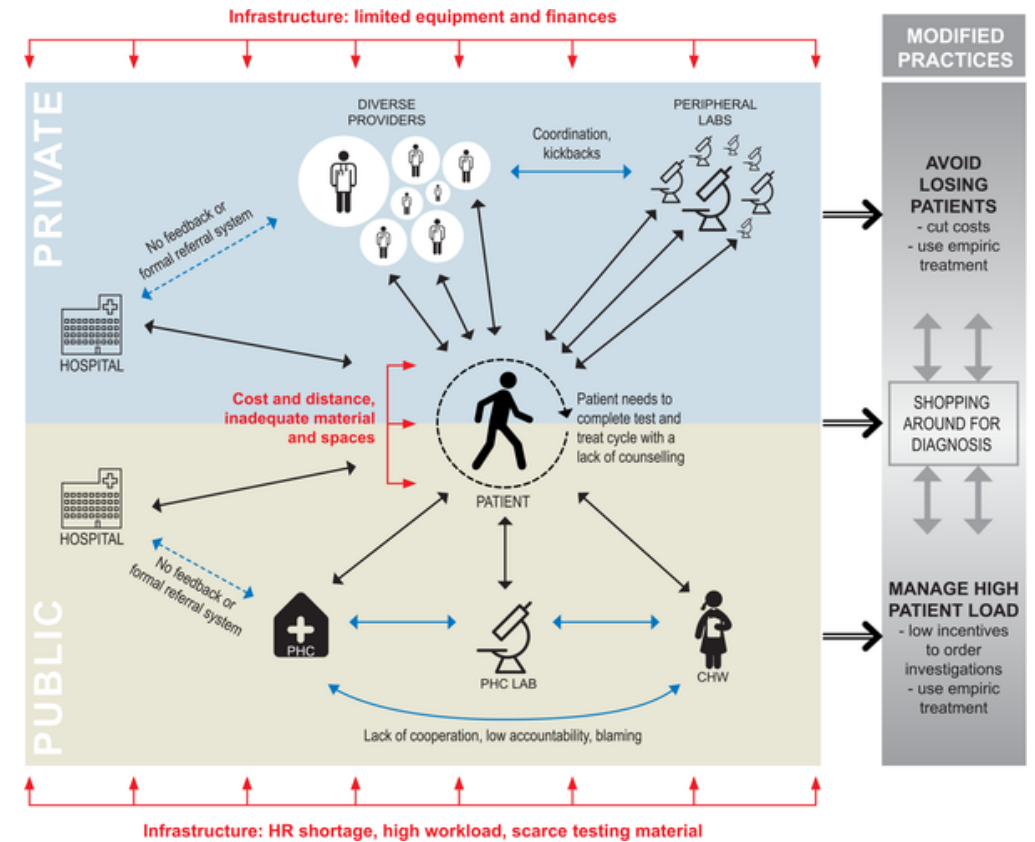 Infrastructure: limited equipment and finances
MODIFIED
PRACTICES
PRIVATE
DIVERSE
PROVIDERS
PERIPHERAL
LABS
Coordination,
kickbacks
No feedback or
formal referral system
HOSPITAL
AVOID
LOSING
PATIENTS
- cut costs
- use empiric
treatment
Cost and distance,
inadequate material
and spaces
Patient needs to
complete test and
treat cycle with a
lack of counselling
PATIENT
SHOPPING
AROUND FOR
DIAGNOSIS
PUBLIC
HOSPITAL
No feedback or
formal referral system
PHC
PHC LAB
CHW
Lack of cooperation, low accountability, blaming
MANAGE HIGH
PATIENT LOAD
- low incentives
to order
investigations
- use empiric
treatment
Infrastructure: HR shortage, high workload, scarce testing material